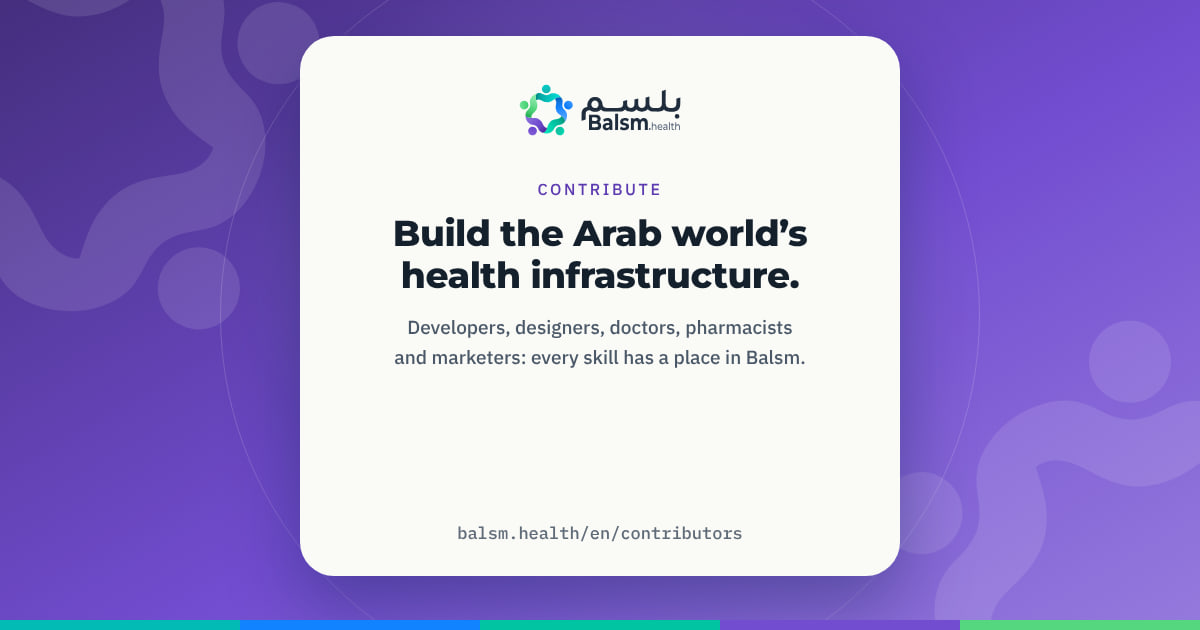 بلسم
Balsm.health
CONTRIBUTE
Build the Arab world’s
health infrastructure.
Developers, designers, doctors, pharmacists
and marketers: every skill has a place in Balsm.
balsm.health/en/contributors